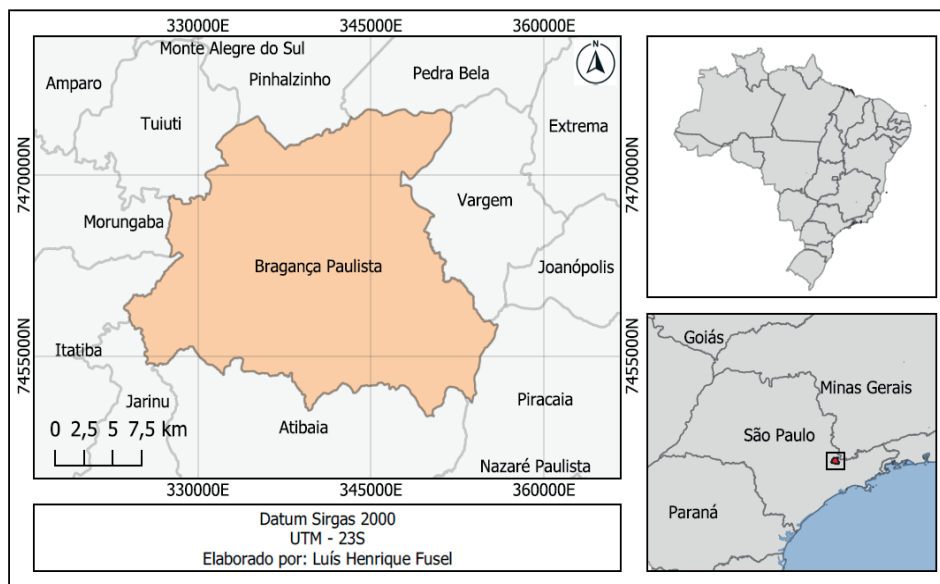 330000E 345000E 360000E
Monte Alegre do Sul
Amparo
Pinhalzinho
Pedra Bela
N
Tuiuti
Extrema
7470000N
7470000N
Morungaba
Vargem
Bragança Paulista
Joanópolis
7455000N
7455000N
Itatiba
Jarinu
Piracaia
Atibaia
0 2,5 5 7,5 km
Nazaré Paulista
330000E 345000E 360000E
Datum Sirgas 2000
UTM - 23S
Elaborado por: Luís Henrique Fusel
Goiás
Minas Gerais
São Paulo
Paraná